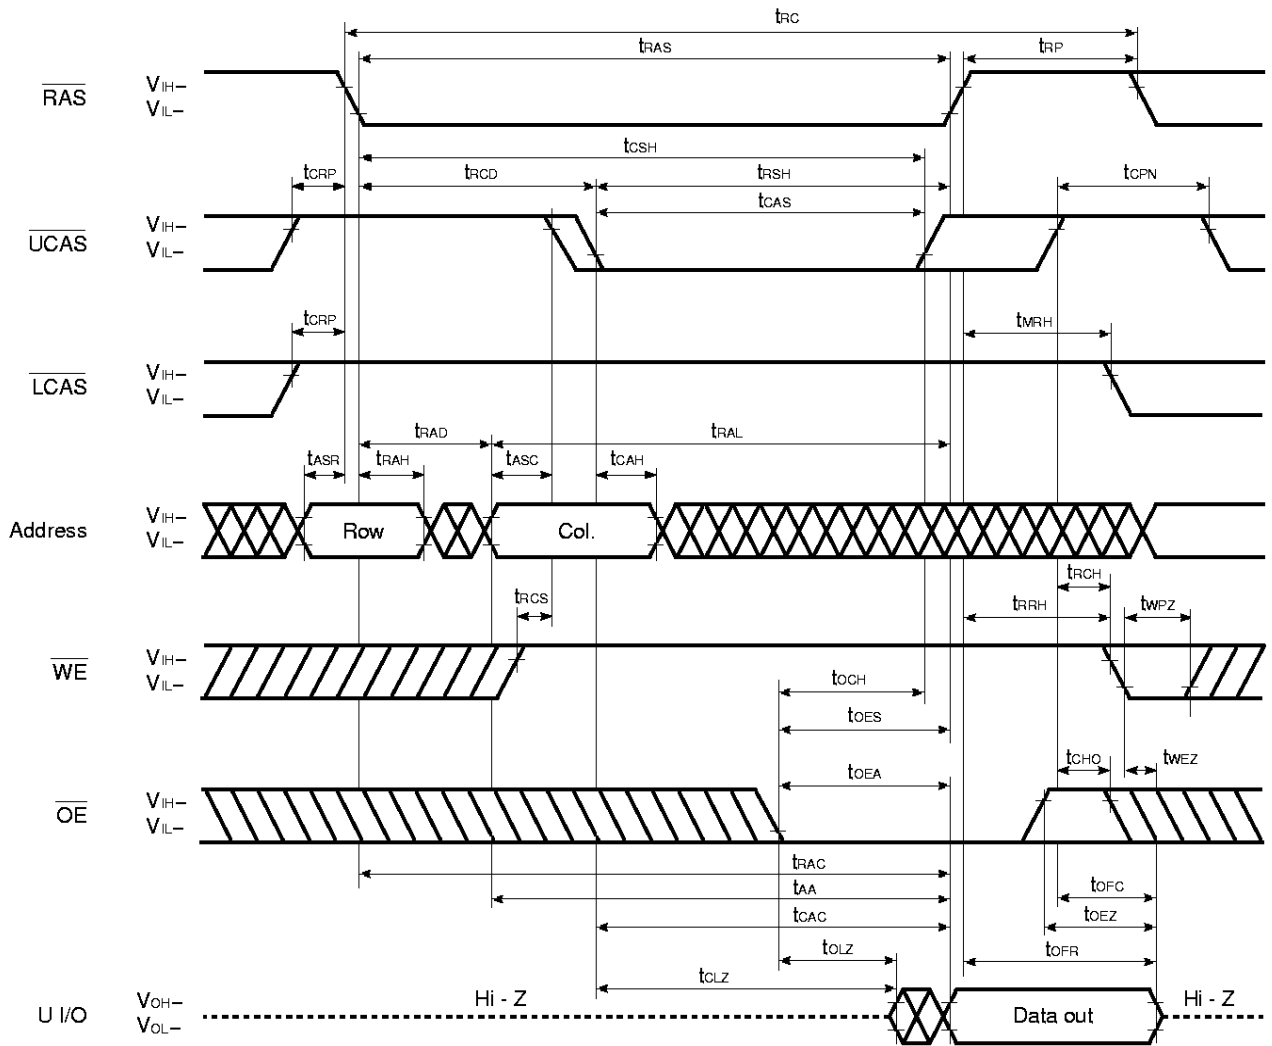 tRC
tRAS tRP
RAS VIH–
VIL–
tCSH
tCRP tRCD tRSH tCPN
tCAS
UCAS VIH–
VIL–
tCRP tMRH
LCAS VIH–
VIL–
tRAD tRAL
tASR tRAH tASC tCAH
Address VIH–
VIL–
Row Col.
tRCH
tRCS tRRH tWPZ
WE VIH–
VIL–
tOCH
tOES
tCHO tWEZ
tOEA
OE VIH–
VIL–
tRAC
tAA tOFC
tCAC tOEZ
tOLZ tOFR
tCLZ
U I/O VOH–
VOL–
Hi - Z Data out Hi - Z